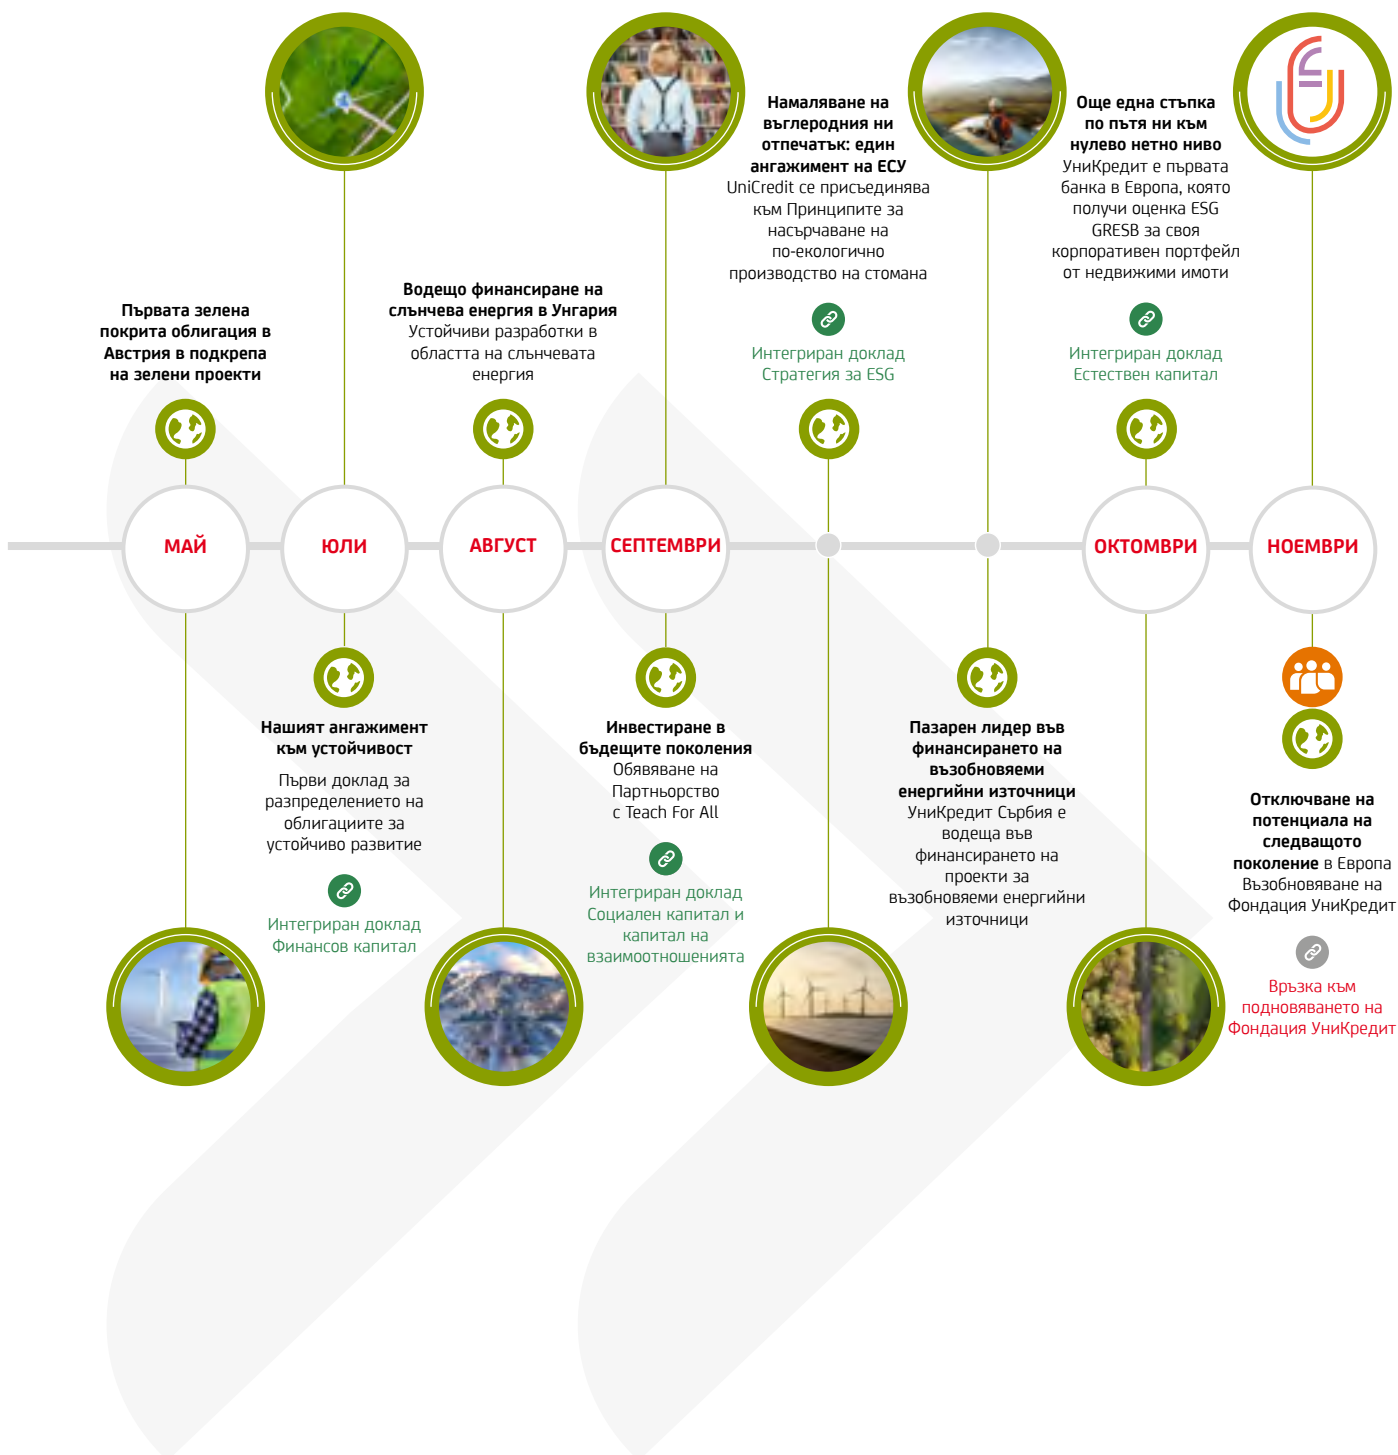 Първата зелена
покрита облигация в
Австрия в подкрепа
на зелени проекти
МАЙ
ЮЛИ
Нашият ангажимент
към устойчивост
Първи доклад за
разпределението на
облигациите за
устойчиво развитие
Интегриран доклад
Финансов капитал
Водещо финансиране на
слънчева енергия в Унгария
Устойчиви разработки в
областта на слънчевата
енергия
АВГУСТ
СЕПТЕМВРИ
Инвестиране в
бъдещите поколения
Обявяване на
Партньорство
с Teach For All
Интегриран доклад
Социален капитал и
капитал на
взаимоотношенията
Намаляване на
въглеродния ни
отпечатък: един
ангажимент на ЕСУ
UniCredit се присъединява
към Принципите за
насърчаване на
по-екологично
производство на стомана
Интегриран доклад
Стратегия за ESG
Пазарен лидер във
финансирането на
възобновяеми
енергийни източници
УниКредит Сърбия е
водеща във
финансирането на
проекти за
възобновяеми енергийни
източници
Още една стъпка
по пътя ни към
нулево нетно ниво
УниКредит е първата
банка в Европа, която
получи оценка ESG
GRESB за своя
корпоративен портфейл
от недвижими имоти
Интегриран доклад
Естествен капитал
ОКТОМВРИ
НОЕМВРИ
Отключване на
потенциала на
следващото
поколение в Европа
Възобновяване на
Фондация УниКредит
Връзка към
подновяването на
Фондация УниКредит